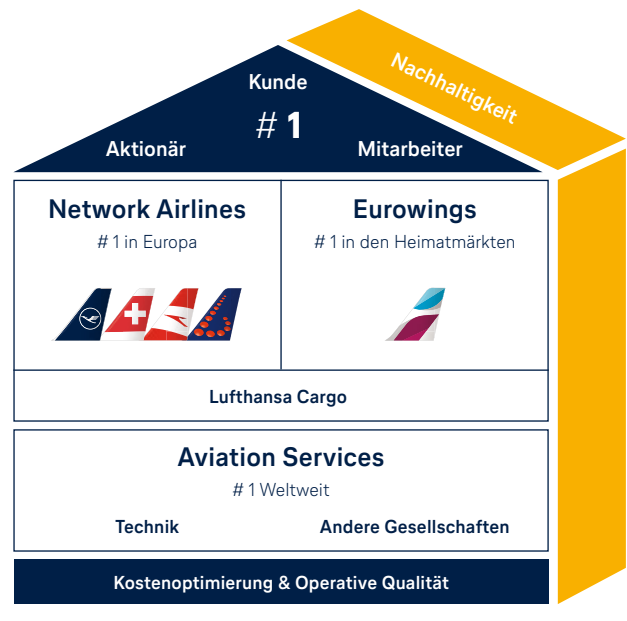 Nachhaltigkeit
Kunde
# 1
Aktionär Mitarbeiter
Network Airlines
# 1 in Europa
Eurowings
# 1 in den Heimatmärkten
Lufthansa Cargo
Aviation Services
# 1 Weltweit
Technik
Andere Gesellschaften
Kostenoptimierung & Operative Qualität